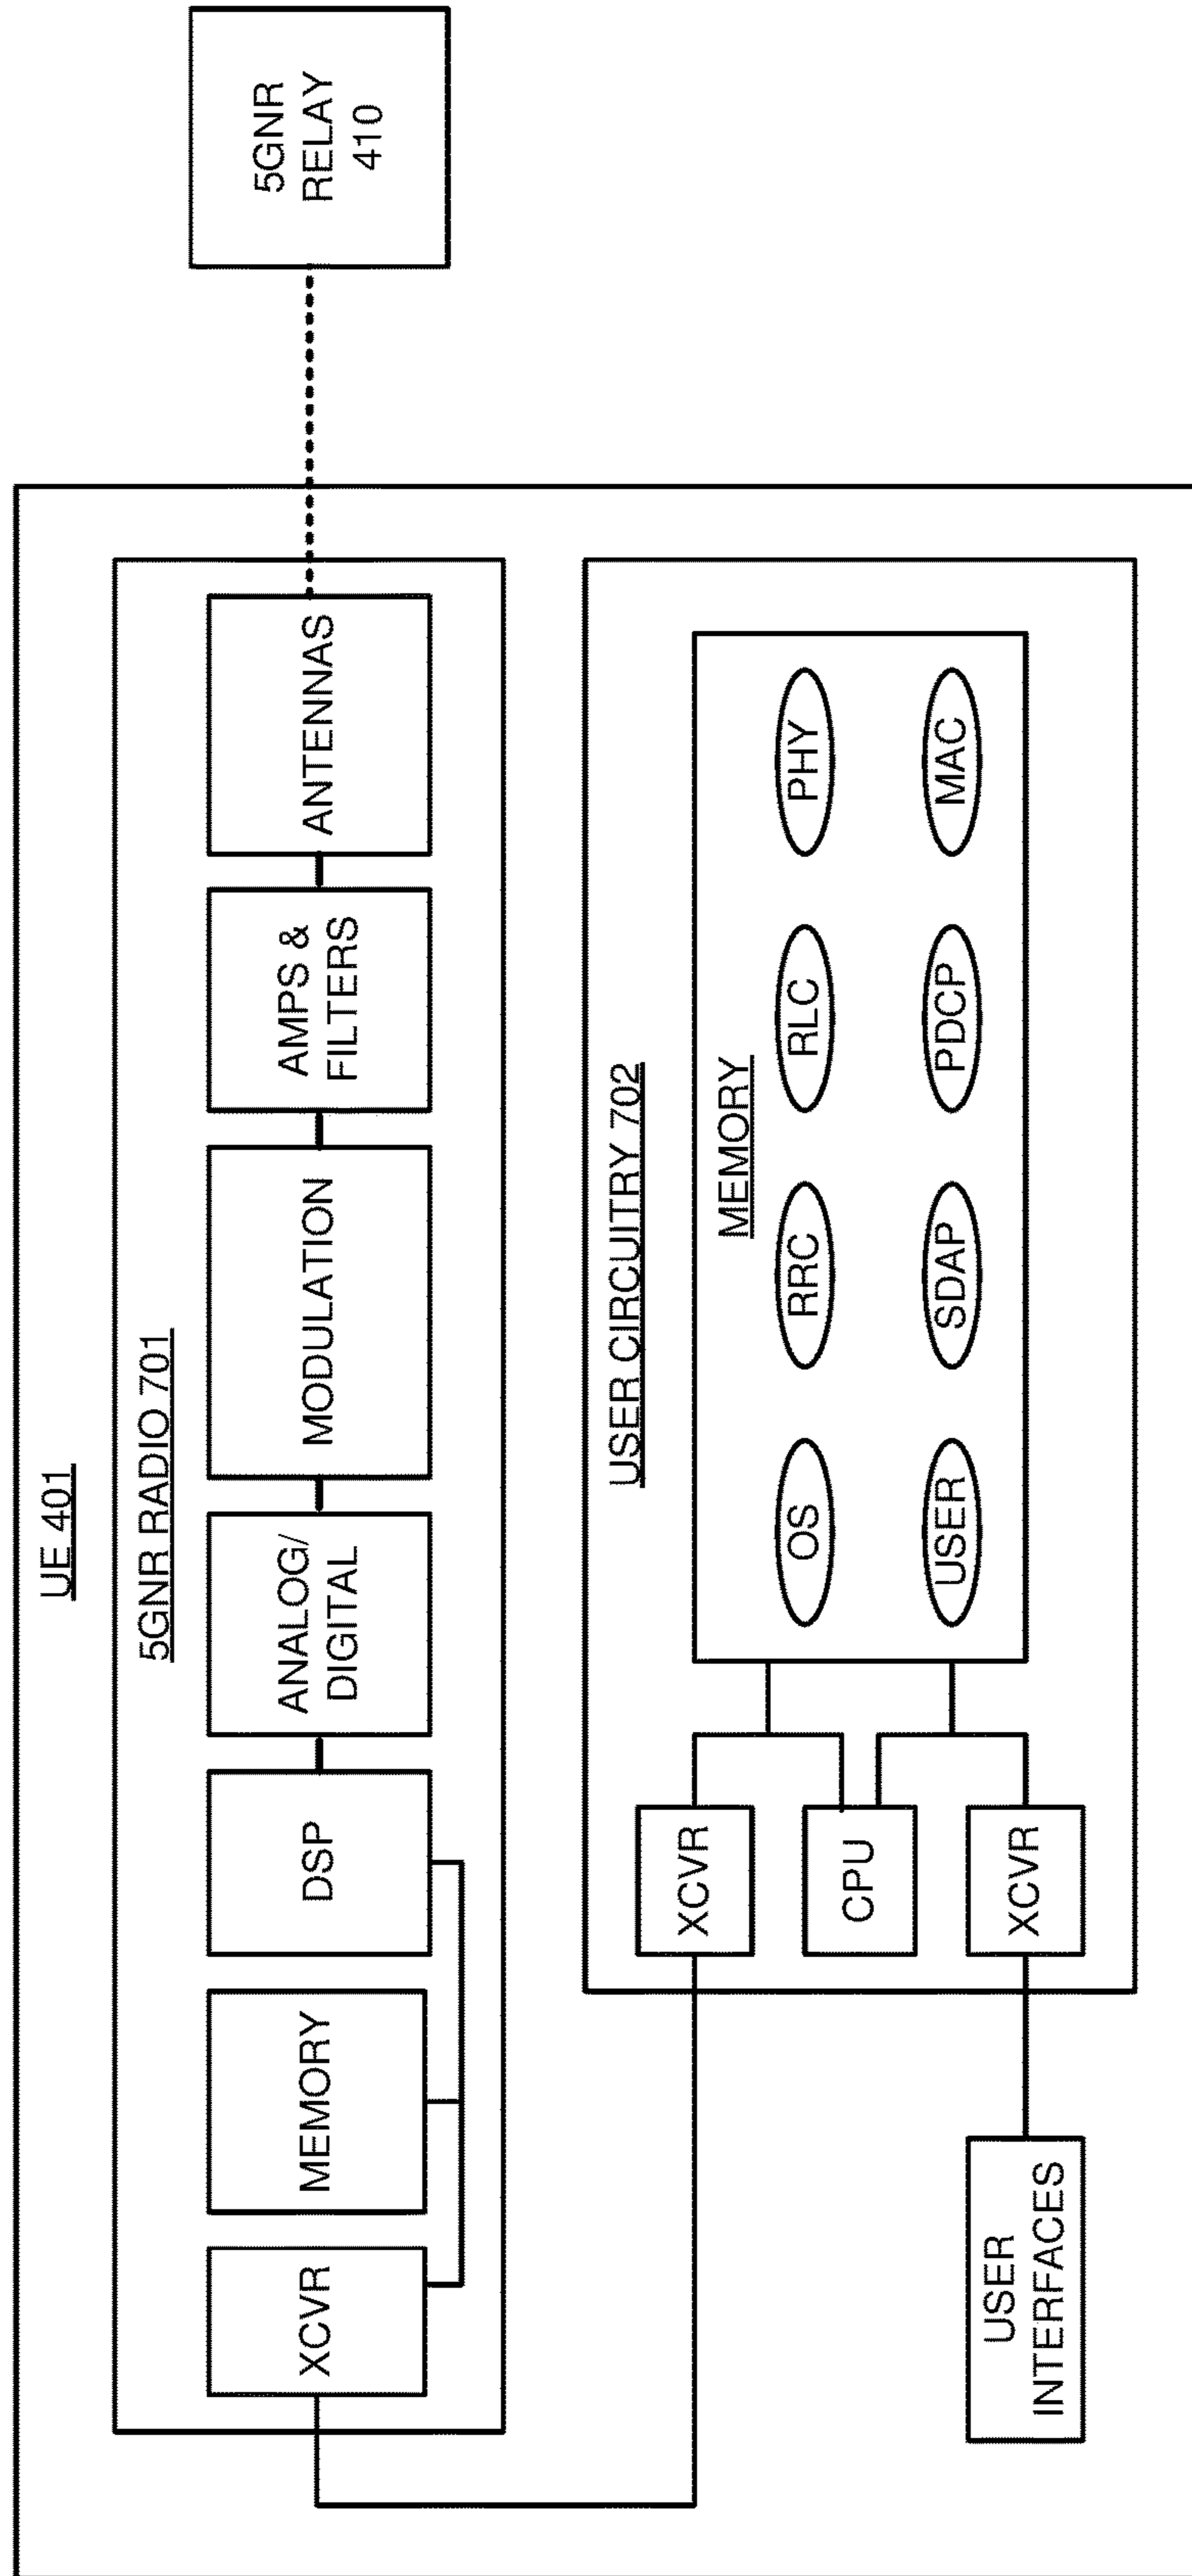 UE 401
5GNR RADIO 701
XCVR
MEMORY
DSP
ANALOG/
DIGITAL
MODULATION
AMPS &
FILTERS
ANTENNAS
5GNR
RELAY
410
USER CIRCUITRY 702
XCVR
CPU
XCVR
MEMORY
OS
RRC
RLC
PHY
USER
SDAP
PDCP
MAC
USER
INTERFACES